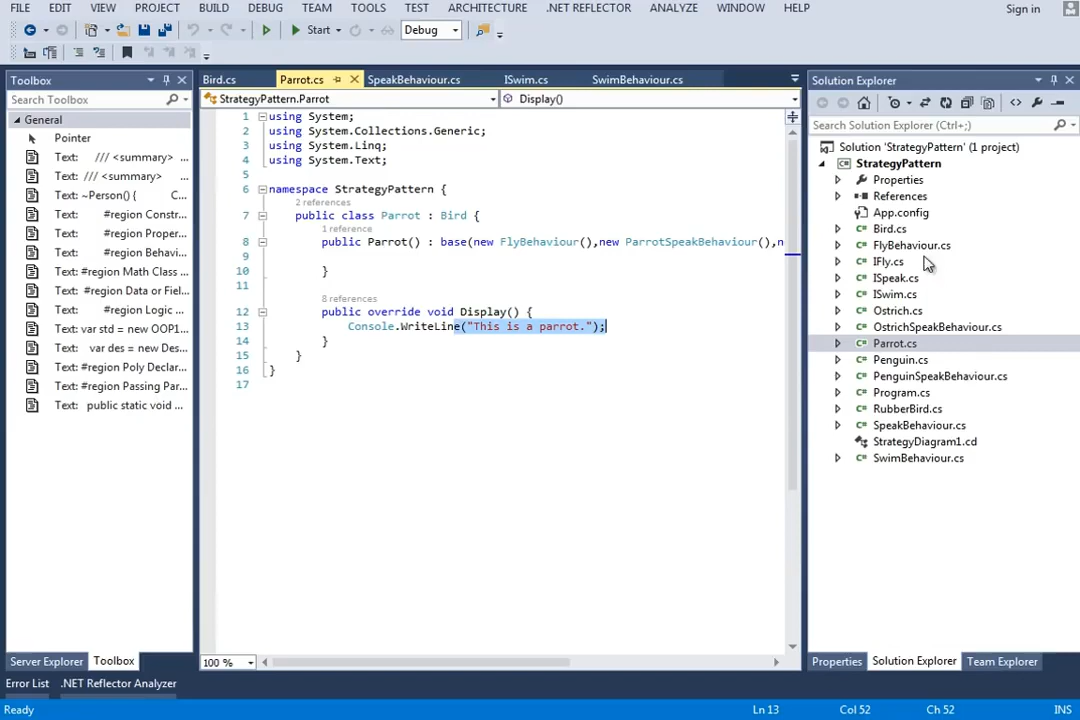 FILE EDIT VIEW PROJECT BUILD DEBUG TEAM TOOLS TEST ARCHITECTURE .NET REFLECTOR ANALYZE WINDOW HELP Sign in
Start Debug
Toolbox
Search Toolbox
General
Pointer
Text: /// <summary> ...
Text: /// <summary> ...
Text: ~Person() { C...
Text: #region Constr...
Text: #region Proper...
Text: #region Behavi...
Text: #region Math Class ...
Text: #region Data or Fiel...
Text: #region Logic ...
Text: var std = new OOP1...
Text: var des = new Des...
Text: #region Poly Declar...
Text: #region Passing Par...
Text: public static void ...
Server Explorer Toolbox
Bird.cs Parrot.cs SpeakBehaviour.cs ISwim.cs SwimBehaviour.cs
StrategyPattern.Parrot Display()
1 using System;
2 using System.Collections.Generic;
3 using System.Linq;
4 using System.Text;
5
6 namespace StrategyPattern {
2 references
7 public class Parrot : Bird {
1 reference
8 public Parrot() : base(new FlyBehaviour(),new ParrotSpeakBehaviour(),n
9
10 }
11
8 references
12 public override void Display() {
13 Console.WriteLine("This is a parrot.");
14 }
15 }
16 }
17
100 %
Solution Explorer
Search Solution Explorer (Ctrl+;)
Solution 'StrategyPattern' (1 project)
StrategyPattern
Properties
References
App.config
Bird.cs
FlyBehaviour.cs
IFly.cs
ISpeak.cs
ISwim.cs
Ostrich.cs
OstrichSpeakBehaviour.cs
Parrot.cs
Penguin.cs
PenguinSpeakBehaviour.cs
Program.cs
RubberBird.cs
SpeakBehaviour.cs
StrategyDiagram1.cd
SwimBehaviour.cs
Properties Solution Explorer Team Explorer
Error List .NET Reflector Analyzer
Ready Ln 13 Col 52 Ch 52 INS